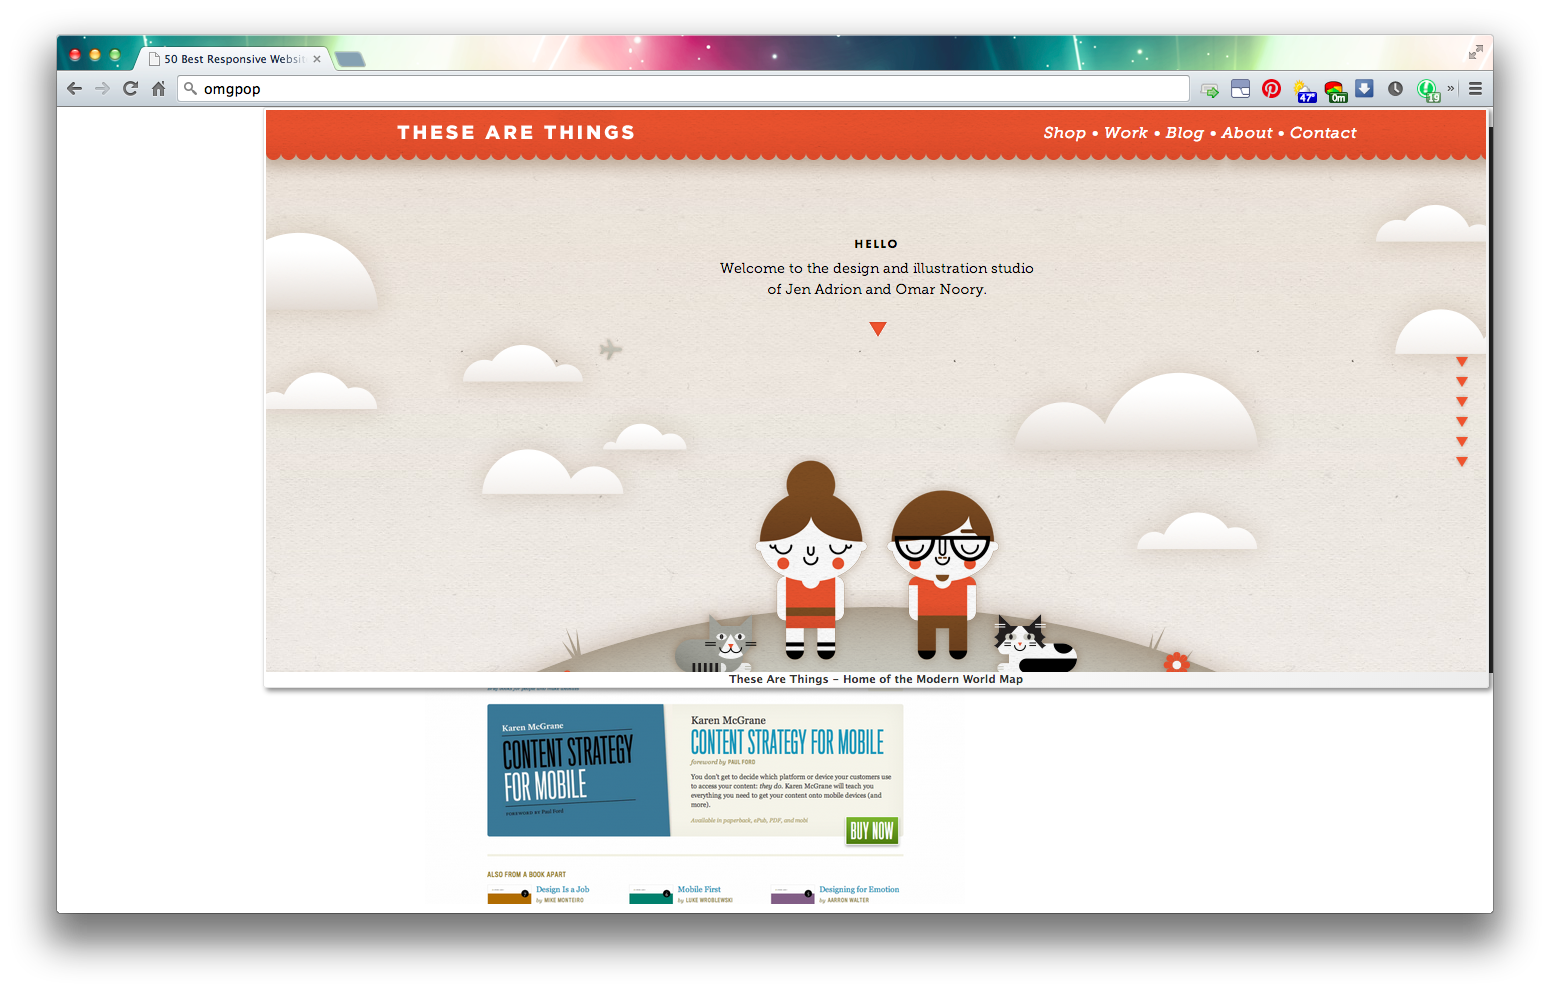 50 Best Responsive Websi
omgpop
47°
0m
19
THESE ARE THINGS
Shop • Work • Blog • About • Contact
HELLO
Welcome to the design and illustration studio
of Jen Adrion and Omar Noory.
These Are Things – Home of the Modern World Map
Karen McGrane
CONTENT STRATEGY
FOR MOBILE
FOREWORD BY Paul Ford
Karen McGrane
CONTENT STRATEGY FOR MOBILE
foreword by PAUL FORD
You don't get to decide which platform or device your customers use
to access your content: they do. Karen McGrane will teach you
everything you need to get your content onto mobile devices (and
more).
Available in paperback, ePub, PDF, and mobi
BUY NOW
ALSO FROM A BOOK APART
Design Is a Job
by MIKE MONTEIRO
Mobile First
by LUKE WROBLEWSKI
Designing for Emotion
by AARRON WALTER